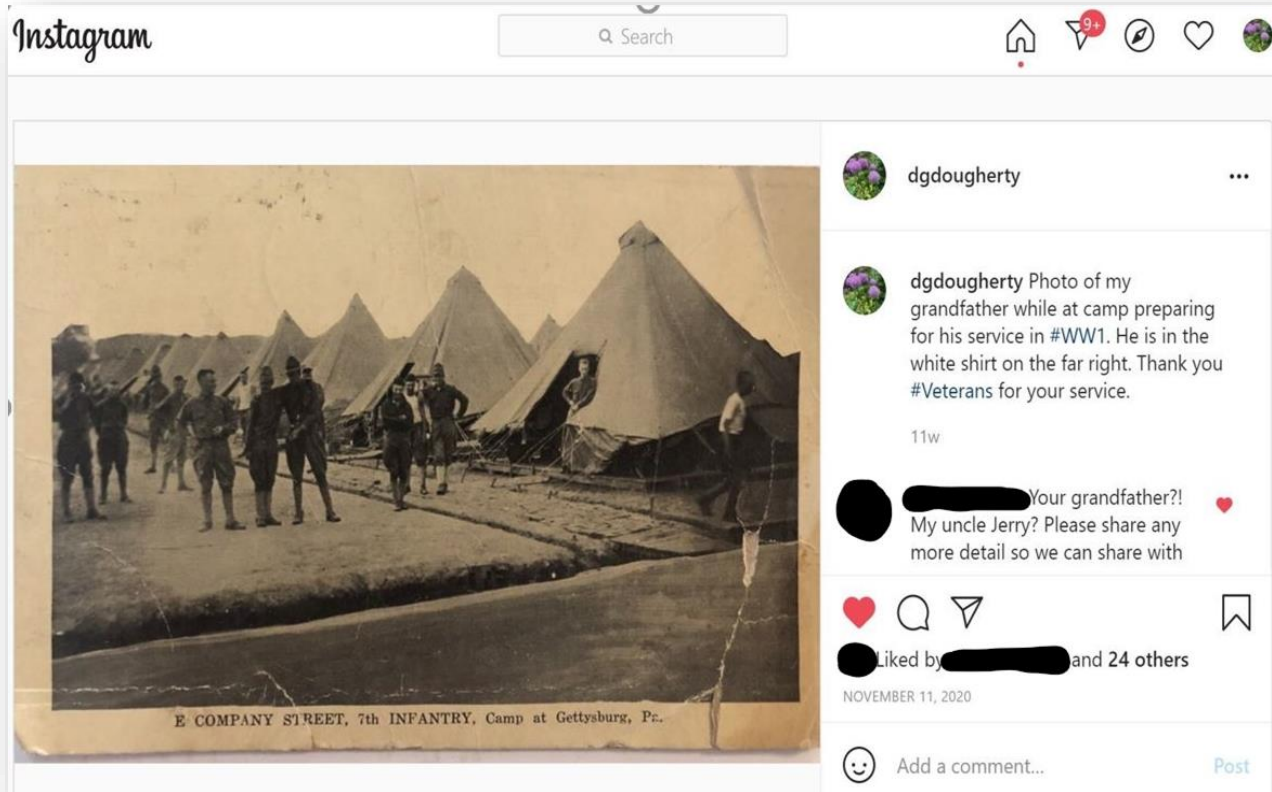 Instagram
Search
9+
dgdougherty
dgdougherty Photo of my
grandfather while at camp preparing
for his service in #WW1. He is in the
white shirt on the far right. Thank you
#Veterans for your service.
11w
Your grandfather?!
My uncle Jerry? Please share any
more detail so we can share with
Liked by and 24 others
NOVEMBER 11, 2020
Add a comment...
Post
E COMPANY STREET, 7th INFANTRY, Camp at Gettysburg, Pa.